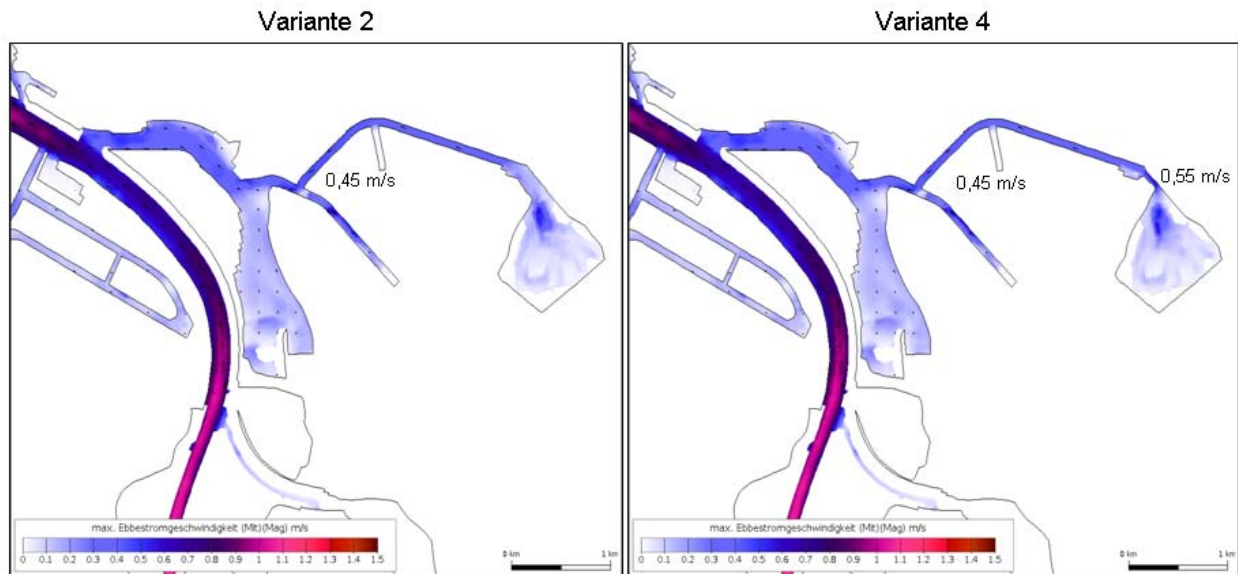 Variante 2
Variante 4
0,45 m/s
0,45 m/s
0,55 m/s
max. Ebbestromgeschwindigkeit (Mit)(Mag) m/s
0 0.1 0.2 0.3 0.4 0.5 0.6 0.7 0.8 0.9 1 1.1 1.2 1.3 1.4 1.5
0 km 1 km
max. Ebbestromgeschwindigkeit (Mit)(Mag) m/s
0 0.1 0.2 0.3 0.4 0.5 0.6 0.7 0.8 0.9 1 1.1 1.2 1.3 1.4 1.5
0 km 1 km